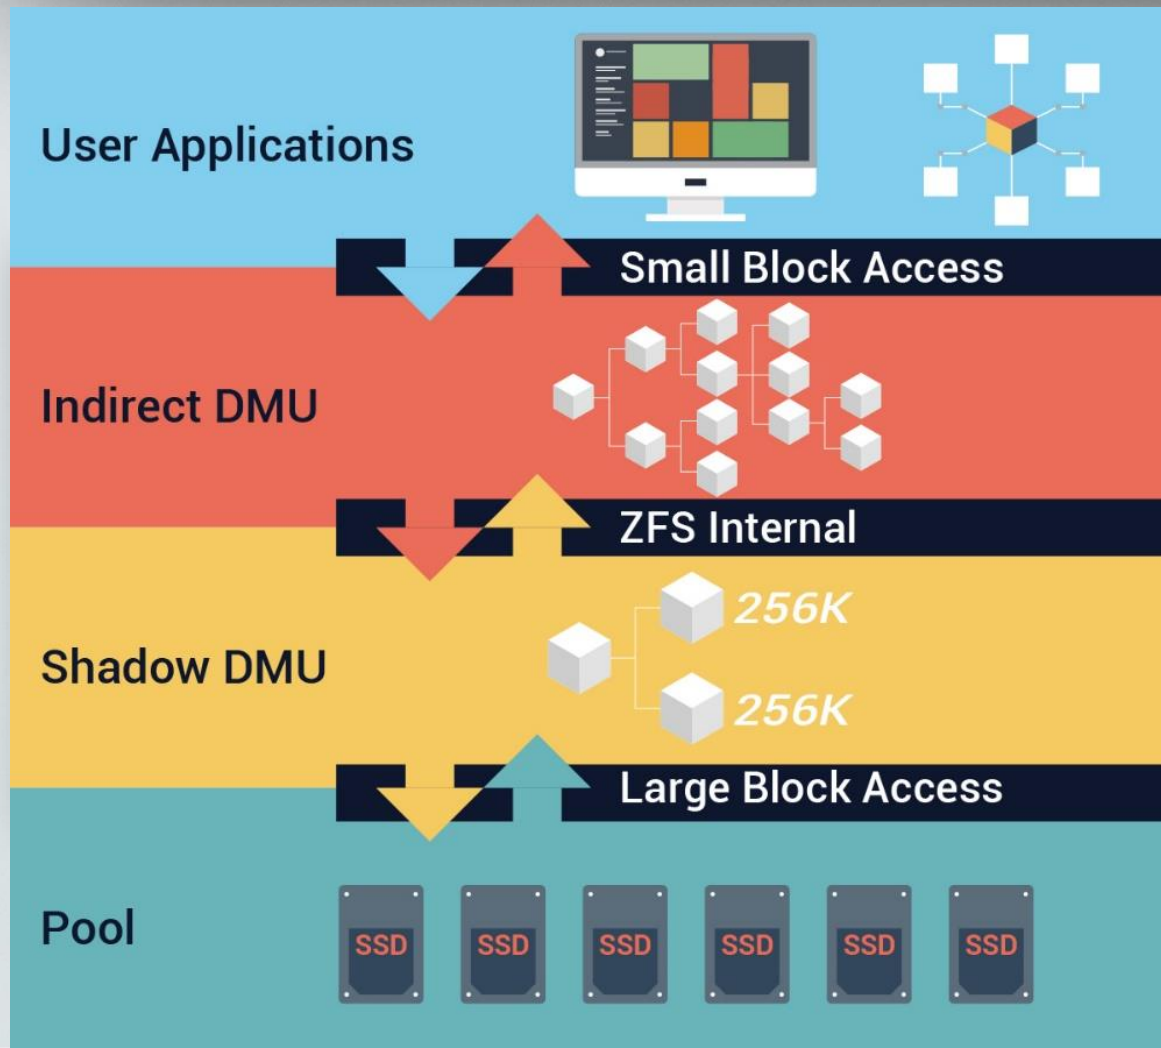 User Applications
Small Block Access
Indirect DMU
ZFS Internal
256K
Shadow DMU
256K
Large Block Access
Pool
SSD SSD SSD SSD SSD SSD